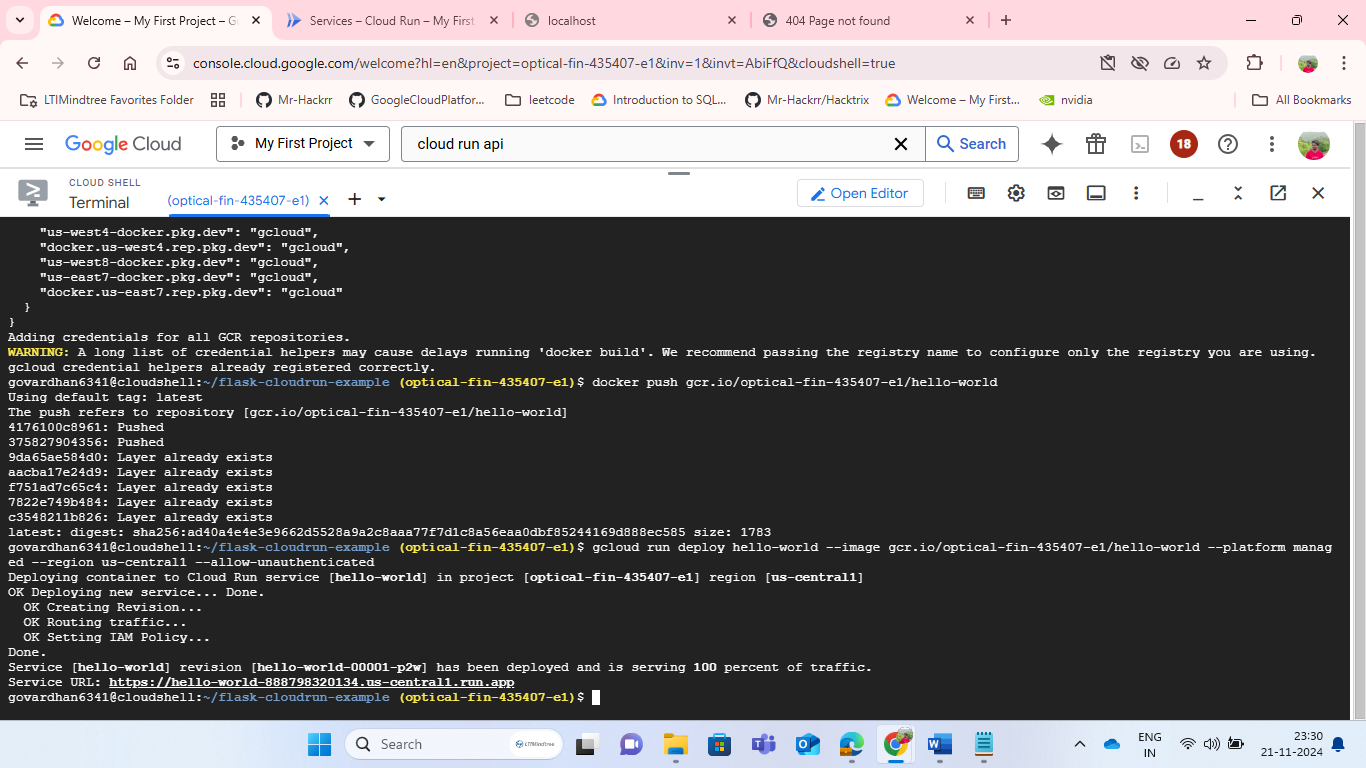 Welcome – My First Project – G
Services – Cloud Run – My First
localhost
404 Page not found
console.cloud.google.com/welcome?hl=en&project=optical-fin-435407-e1&inv=1&invt=AbiFfQ&cloudshell=true
LTIMindtree Favorites Folder
Mr-Hackrr
GoogleCloudPlatfor...
leetcode
Introduction to SQL...
Mr-Hackrr/Hacktrix
Welcome – My First...
nvidia
All Bookmarks
Google Cloud
My First Project
cloud run api
Search
18
CLOUD SHELL
Terminal
(optical-fin-435407-e1)
Open Editor
"us-west4-docker.pkg.dev": "gcloud",
"docker.us-west4.rep.pkg.dev": "gcloud",
"us-west8-docker.pkg.dev": "gcloud",
"us-east7-docker.pkg.dev": "gcloud",
"docker.us-east7.rep.pkg.dev": "gcloud"
}
}
Adding credentials for all GCR repositories.
WARNING: A long list of credential helpers may cause delays running 'docker build'. We recommend passing the registry name to configure only the registry you are using.
gcloud credential helpers already registered correctly.
govardhan6341@cloudshell:~/flask-cloudrun-example (optical-fin-435407-e1)$ docker push gcr.io/optical-fin-435407-e1/hello-world
Using default tag: latest
The push refers to repository [gcr.io/optical-fin-435407-e1/hello-world]
4176100c8961: Pushed
375827904356: Pushed
9da65ae584d0: Layer already exists
aacba17e24d9: Layer already exists
f751ad7c65c4: Layer already exists
7822e749b484: Layer already exists
c3548211b826: Layer already exists
latest: digest: sha256:ad40a4e4e3e9662d5528a9a2c8aaa77f7d1c8a56eaa0dbf85244169d888ec585 size: 1783
govardhan6341@cloudshell:~/flask-cloudrun-example (optical-fin-435407-e1)$ gcloud run deploy hello-world --image gcr.io/optical-fin-435407-e1/hello-world --platform manag
ed --region us-central1 --allow-unauthenticated
Deploying container to Cloud Run service [hello-world] in project [optical-fin-435407-e1] region [us-central1]
OK Deploying new service... Done.
OK Creating Revision...
OK Routing traffic...
OK Setting IAM Policy...
Done.
Service [hello-world] revision [hello-world-00001-p2w] has been deployed and is serving 100 percent of traffic.
Service URL: https://hello-world-888798320134.us-central1.run.app
govardhan6341@cloudshell:~/flask-cloudrun-example (optical-fin-435407-e1)$
Search
LTIMindtree
ENG
IN
23:30
21-11-2024